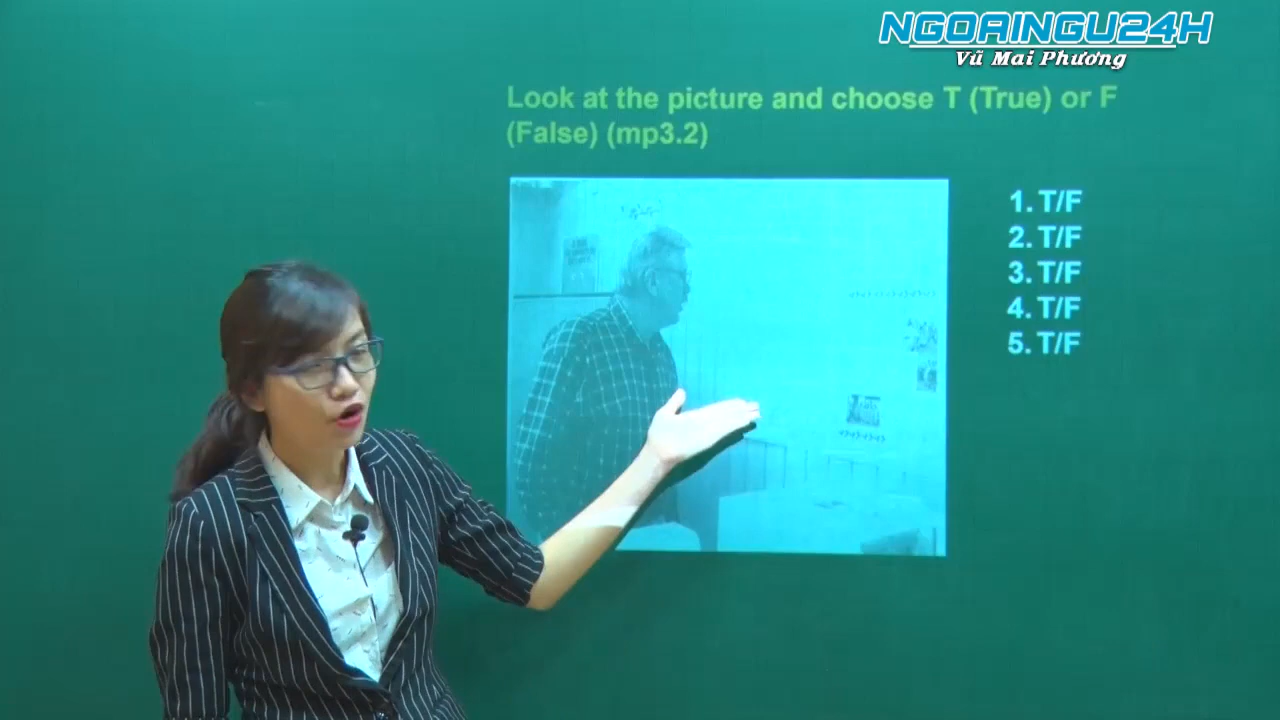 NGOAINGU24H
Vũ Mai Phương
Look at the picture and choose T (True) or F
(False) (mp3.2)
1. T/F
2. T/F
3. T/F
4. T/F
5. T/F